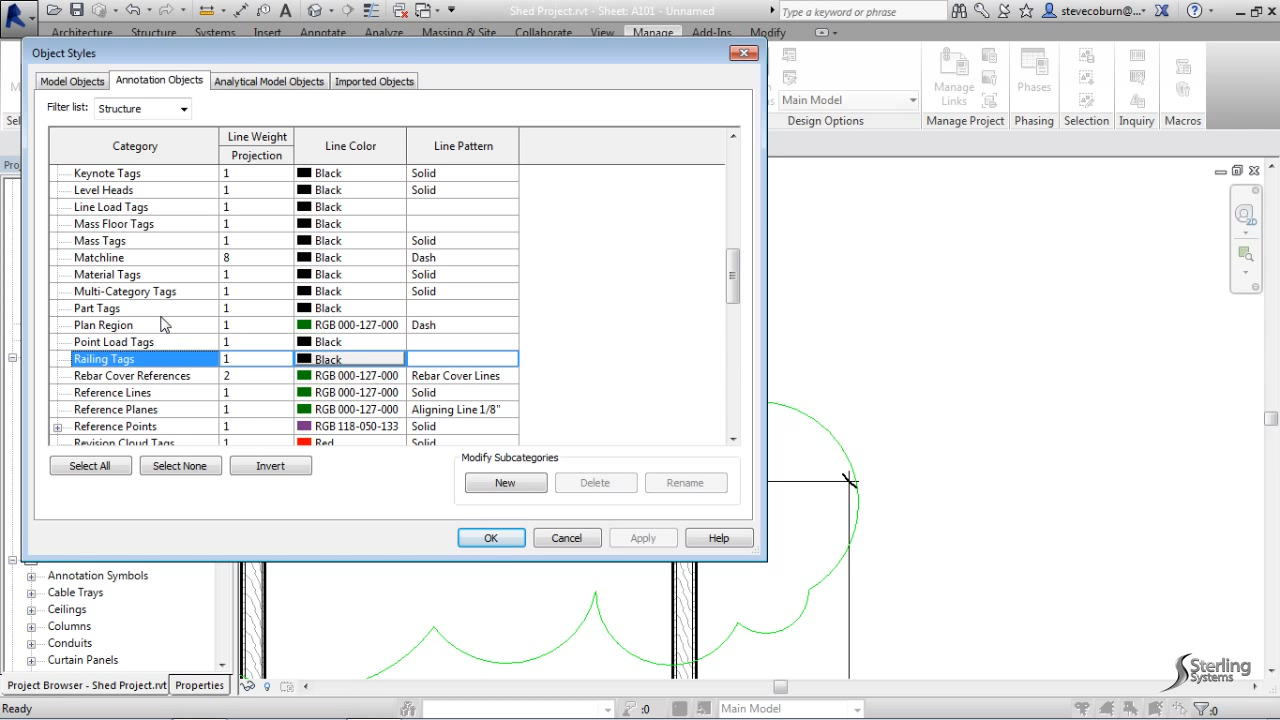 Shed Project.rvt - Sheet: A101 - Unnamed
Type a keyword or phrase
stevecoburn@...
Architecture Structure Systems Insert Annotate Analyze Massing & Site Collaborate View Manage Add-Ins Modify
Object Styles
Model Objects Annotation Objects Analytical Model Objects Imported Objects
Filter list: Structure
Category Line Weight Line Color Line Pattern
Projection
Keynote Tags 1 Black Solid
Level Heads 1 Black Solid
Line Load Tags 1 Black
Mass Floor Tags 1 Black
Mass Tags 1 Black Solid
Matchline 8 Black Dash
Material Tags 1 Black Solid
Multi-Category Tags 1 Black Solid
Part Tags 1 Black
Plan Region 1 RGB 000-127-000 Dash
Point Load Tags 1 Black
Railing Tags 1 Black
Rebar Cover References 2 RGB 000-127-000 Rebar Cover Lines
Reference Lines 1 RGB 000-127-000 Solid
Reference Planes 1 RGB 000-127-000 Aligning Line 1/8"
Reference Points 1 RGB 118-050-133 Solid
Revision Cloud Tags 1 Red Solid
Select All Select None Invert
Modify Subcategories
New Delete Rename
OK Cancel Apply Help
Main Model
Design Options
Manage
Links
Manage Project
Phases
Phasing
Selection
Inquiry
Macros
2D
Annotation Symbols
Cable Trays
Ceilings
Columns
Conduits
Curtain Panels
Project Browser - Shed Project.rvt Properties
Ready
:0
Main Model
:0
Sterling
Systems